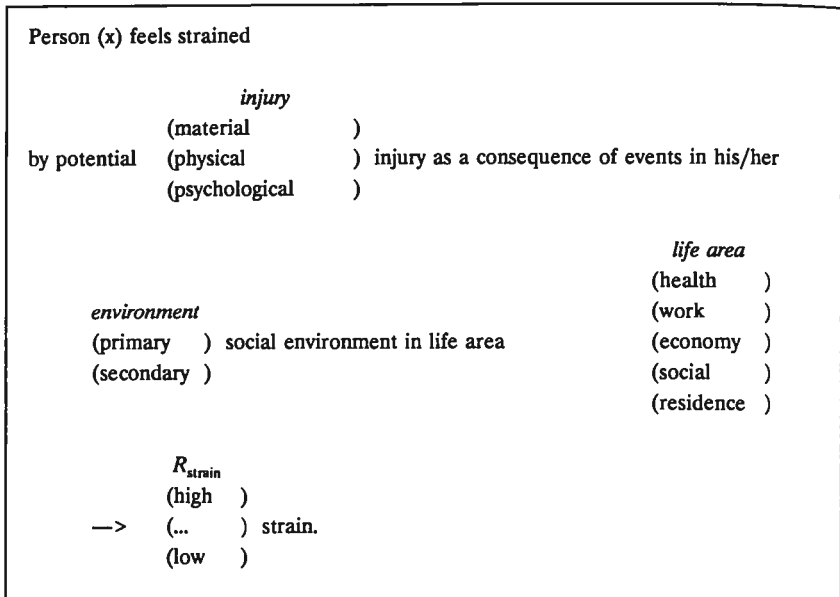 Person (x) feels strained
injury
(material )
by potential (physical ) injury as a consequence of events in his/her
(psychological )
life area
(health )
environment (work )
(primary ) social environment in life area (economy )
(secondary ) (social )
(residence )
R_strain
(high )
—> (... ) strain.
(low )